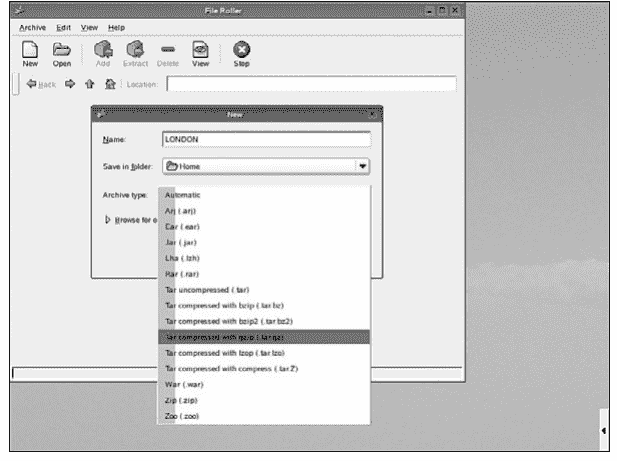 File Roller
Archive Edit View Help
New Open Add Extract Delete View Stop
Back Location:
New
Name: LONDON
Save in folder: Home
Archive type: Automatic
Arj (.arj)
Ear (.ear)
Jar (.jar)
Lha (.lzh)
Rar (.rar)
Tar uncompressed (.tar)
Tar compressed with bzip (.tar.bz)
Tar compressed with bzip2 (.tar.bz2)
Tar compressed with gzip (.tar.gz)
Tar compressed with lzop (.tar.lzo)
Tar compressed with compress (.tar.Z)
War (.war)
Zip (.zip)
Zoo (.zoo)
Browse for o